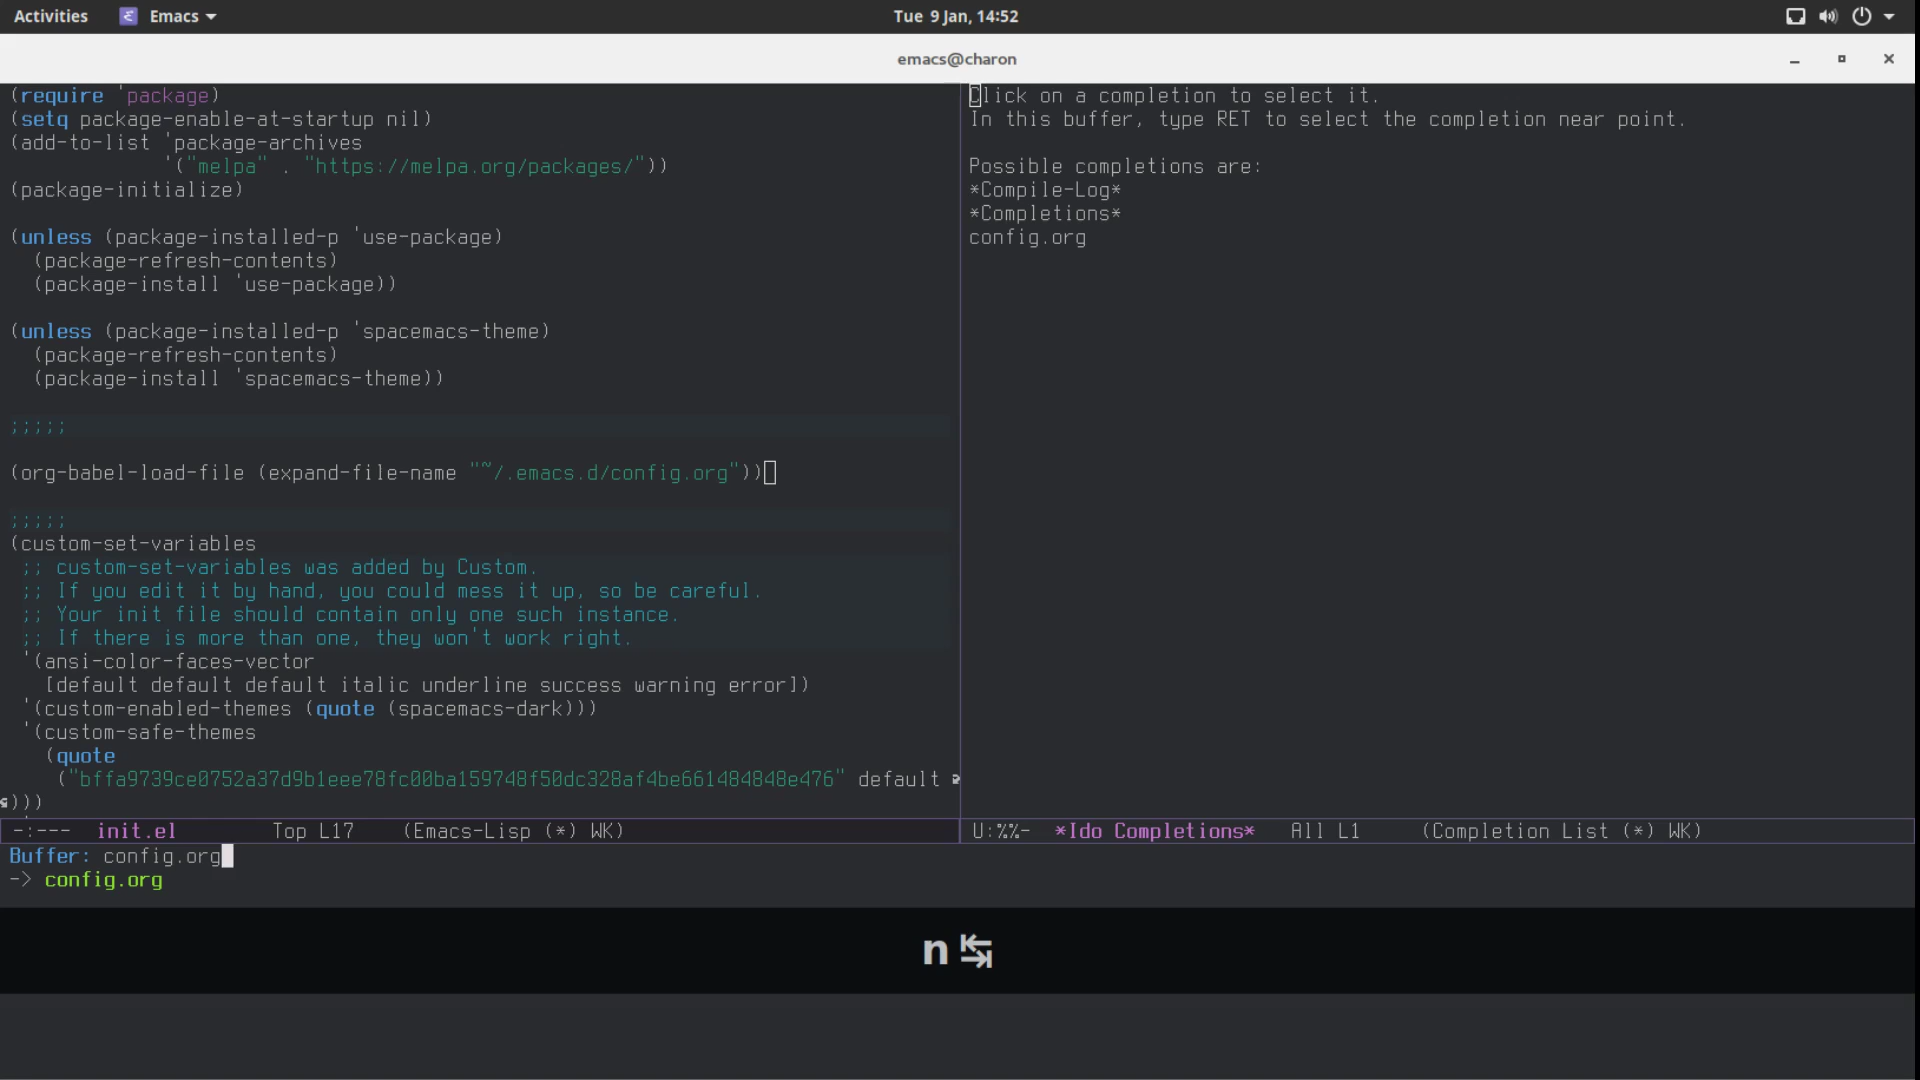 Activities Emacs Tue 9 Jan, 14:52
emacs@charon
(require 'package)
(setq package-enable-at-startup nil)
(add-to-list 'package-archives
'("melpa" . "https://melpa.org/packages/"))
(package-initialize)
(unless (package-installed-p 'use-package)
(package-refresh-contents)
(package-install 'use-package))
(unless (package-installed-p 'spacemacs-theme)
(package-refresh-contents)
(package-install 'spacemacs-theme))
;;;;;
(org-babel-load-file (expand-file-name "~/.emacs.d/config.org"))
;;;;;
(custom-set-variables
;; custom-set-variables was added by Custom.
;; If you edit it by hand, you could mess it up, so be careful.
;; Your init file should contain only one such instance.
;; If there is more than one, they won't work right.
'(ansi-color-faces-vector
[default default default italic underline success warning error])
'(custom-enabled-themes (quote (spacemacs-dark)))
'(custom-safe-themes
(quote
("bffa9739ce0752a37d9b1eee78fc00ba159748f50dc328af4be661484848e476" default
)))
-:--- init.el Top L17 (Emacs-Lisp (*) WK)
Click on a completion to select it.
In this buffer, type RET to select the completion near point.
Possible completions are:
*Compile-Log*
*Completions*
config.org
U:%%- *Ido Completions* All L1 (Completion List (*) WK)
Buffer: config.org
-> config.org
n ↹